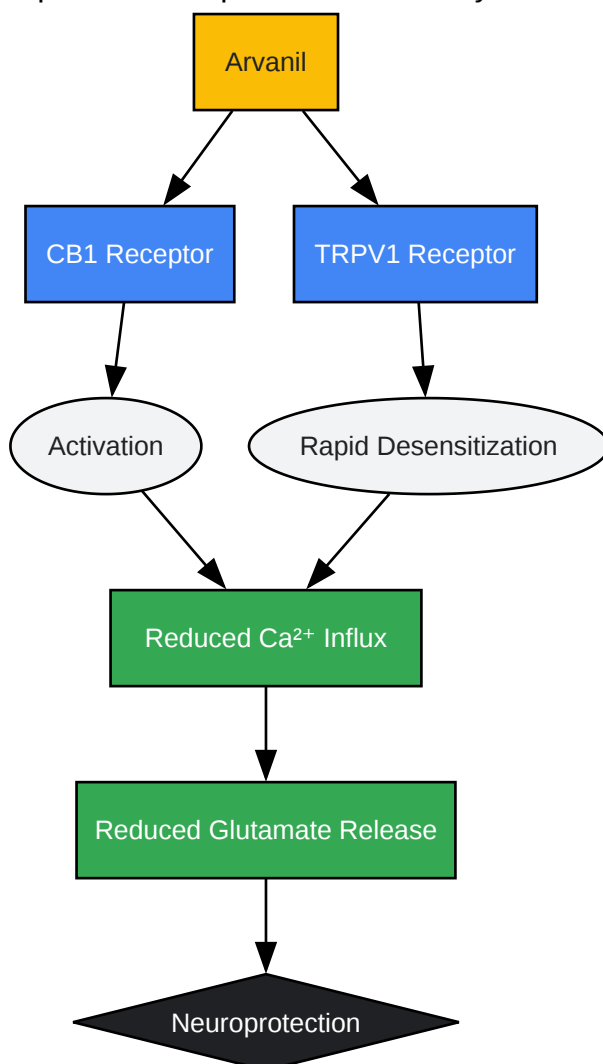 Arvanil
CB1 Receptor
TRPV1 Receptor
Activation
Rapid Desensitization
Reduced Ca²⁺ Influx
Reduced Glutamate Release
Neuroprotection